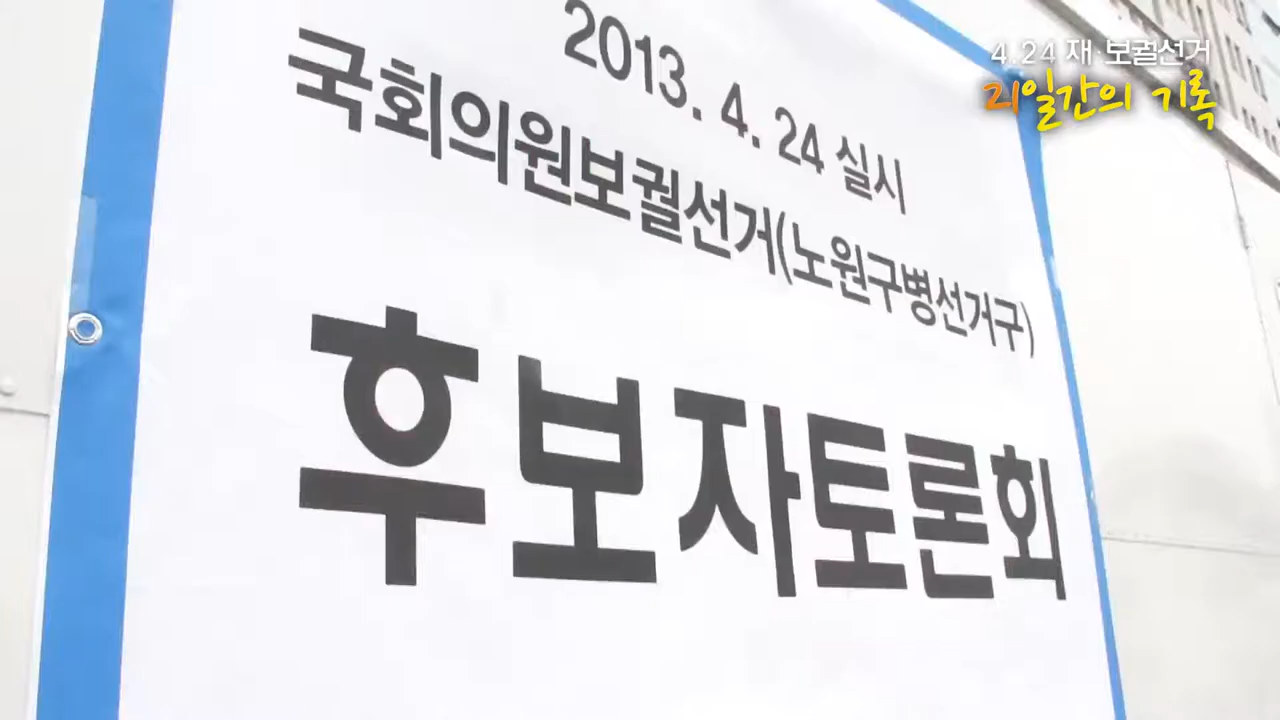 4.24 재·보궐선거
21일간의 기록
2013. 4. 24 실시
국회의원보궐선거(노원구병선거구)
후보자토론회